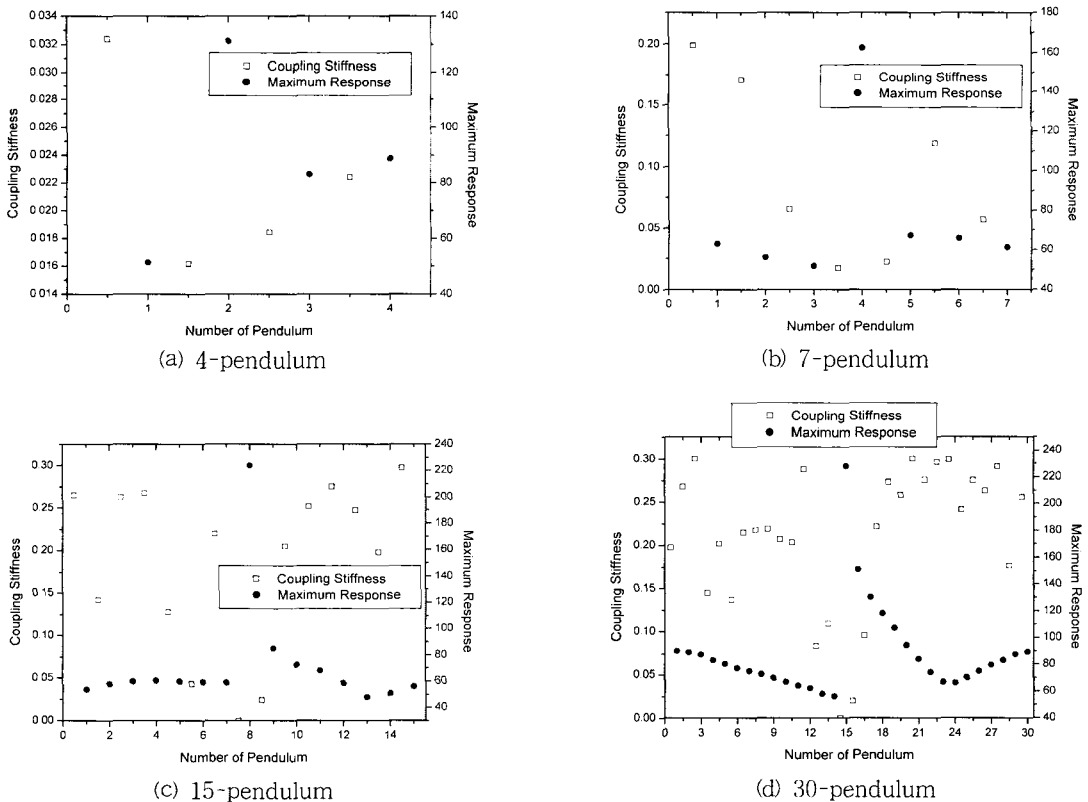 0.034
0.032
0.030
0.028
0.026
0.024
0.022
0.020
0.018
0.016
0.014
Coupling Stiffness
140
120
100
80
60
40
Maximum Response
Coupling Stiffness
Maximum Response
0 1 2 3 4
Number of Pendulum
(a) 4-pendulum
0.20
0.15
0.10
0.05
0.00
Coupling Stiffness
180
160
140
120
100
80
60
40
Maximum Response
Coupling Stiffness
Maximum Response
0 1 2 3 4 5 6 7
Number of Pendulum
(b) 7-pendulum
0.30
0.25
0.20
0.15
0.10
0.05
0.00
Coupling Stiffness
240
220
200
180
160
140
120
100
80
60
40
Maximum Response
Coupling Stiffness
Maximum Response
0 2 4 6 8 10 12 14
Number of Pendulum
(c) 15-pendulum
Coupling Stiffness
Maximum Response
0.30
0.25
0.20
0.15
0.10
0.05
0.00
Coupling Stiffness
240
220
200
180
160
140
120
100
80
60
40
Maximum Response
0 3 6 9 12 15 18 21 24 27 30
Number of Pendulum
(d) 30-pendulum